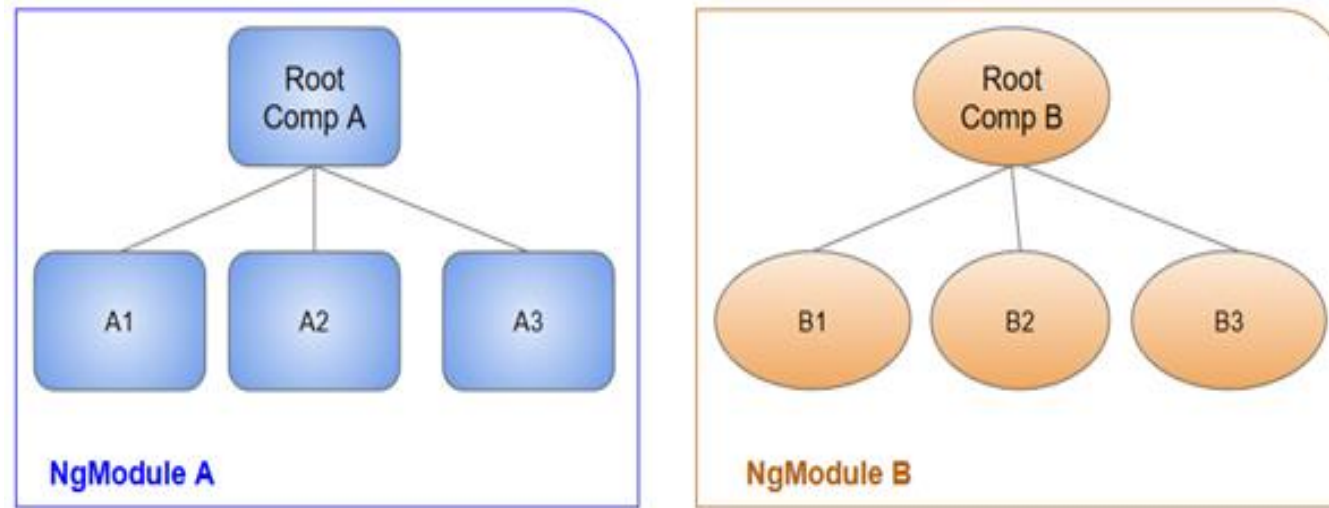 Root
Comp A
A1
A2
A3
NgModule A
Root
Comp B
B1
B2
B3
NgModule B